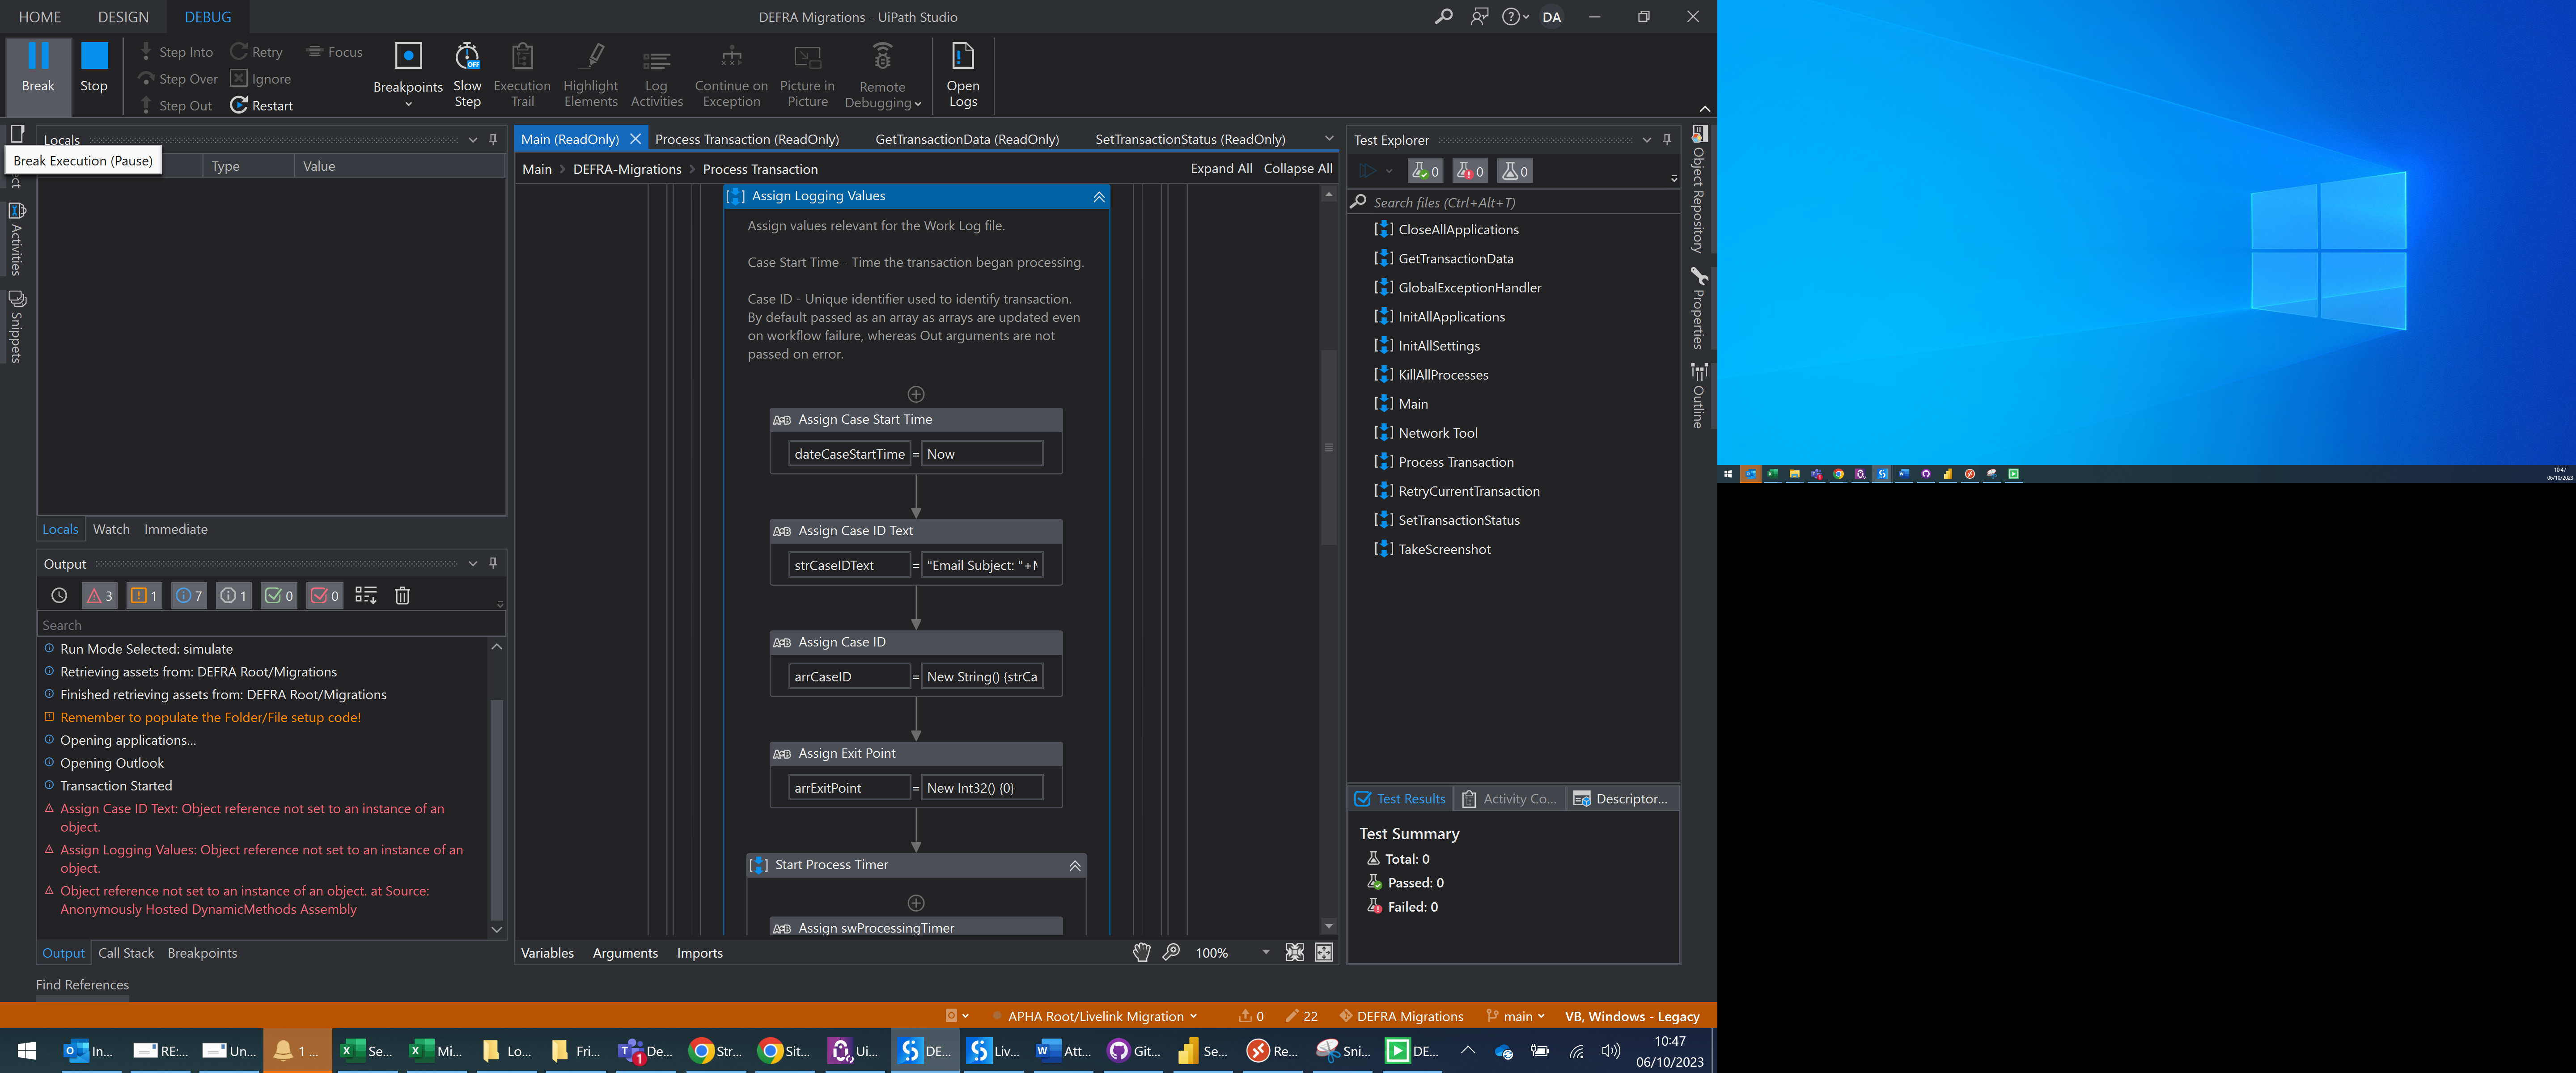 HOME DESIGN DEBUG DEFRA Migrations - UiPath Studio DA
Break Stop Step Into Retry Focus
Step Over Ignore
Step Out Restart
Breakpoints Slow Step Execution Trail Highlight Elements Log Activities Continue on Exception Picture in Picture Remote Debugging Open Logs
OFF
Locals
Break Execution (Pause)
Type Value
Activities
Snippets
Locals Watch Immediate
Output
3 1 7 1 0 0
Search
Run Mode Selected: simulate
Retrieving assets from: DEFRA Root/Migrations
Finished retrieving assets from: DEFRA Root/Migrations
Remember to populate the Folder/File setup code!
Opening applications...
Opening Outlook
Transaction Started
Assign Case ID Text: Object reference not set to an instance of an
object.
Assign Logging Values: Object reference not set to an instance of an
object.
Object reference not set to an instance of an object. at Source:
Anonymously Hosted DynamicMethods Assembly
Output Call Stack Breakpoints
Find References
Main (ReadOnly) Process Transaction (ReadOnly) GetTransactionData (ReadOnly) SetTransactionStatus (ReadOnly)
Main > DEFRA-Migrations > Process Transaction Expand All Collapse All
Assign Logging Values
Assign values relevant for the Work Log file.
Case Start Time - Time the transaction began processing.
Case ID - Unique identifier used to identify transaction.
By default passed as an array as arrays are updated even
on workflow failure, whereas Out arguments are not
passed on error.
A←B Assign Case Start Time
dateCaseStartTime = Now
Assign Case ID Text
strCaseIDText = "Email Subject: "+M
Assign Case ID
arrCaseID = New String() {strCa
Assign Exit Point
arrExitPoint = New Int32() {0}
Start Process Timer
Assign swProcessingTimer
Variables Arguments Imports 100%
Test Explorer
0 0 0
Search files (Ctrl+Alt+T)
CloseAllApplications
GetTransactionData
GlobalExceptionHandler
InitAllApplications
InitAllSettings
KillAllProcesses
Main
Network Tool
Process Transaction
RetryCurrentTransaction
SetTransactionStatus
TakeScreenshot
Test Results Activity Co... Descriptor...
Test Summary
Total: 0
Passed: 0
Failed: 0
Object Repository
Properties
Outline
APHA Root/Livelink Migration 0 22 DEFRA Migrations main VB, Windows - Legacy
In... RE:... Un... 1 ... Se... Mi... Lo... Fri... De... Str... Sit... Ui... DE... Liv... Att... Git... Se... Re... Sni... DE...
10:47
06/10/2023
10:47
06/10/2023